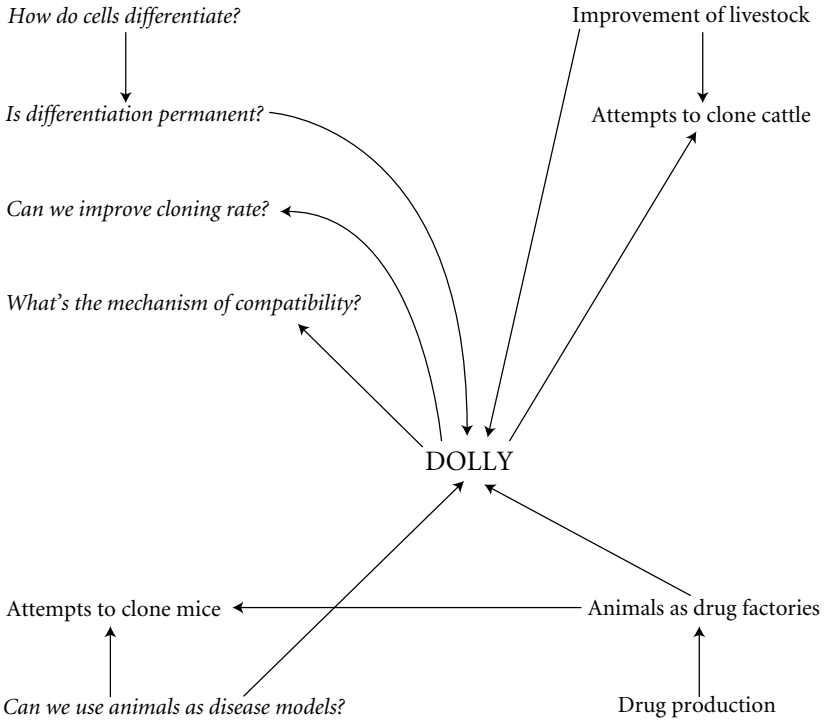 How do cells differentiate?
Improvement of livestock
Is differentiation permanent?
Attempts to clone cattle
Can we improve cloning rate?
What's the mechanism of compatibility?
DOLLY
Attempts to clone mice
Animals as drug factories
Can we use animals as disease models?
Drug production